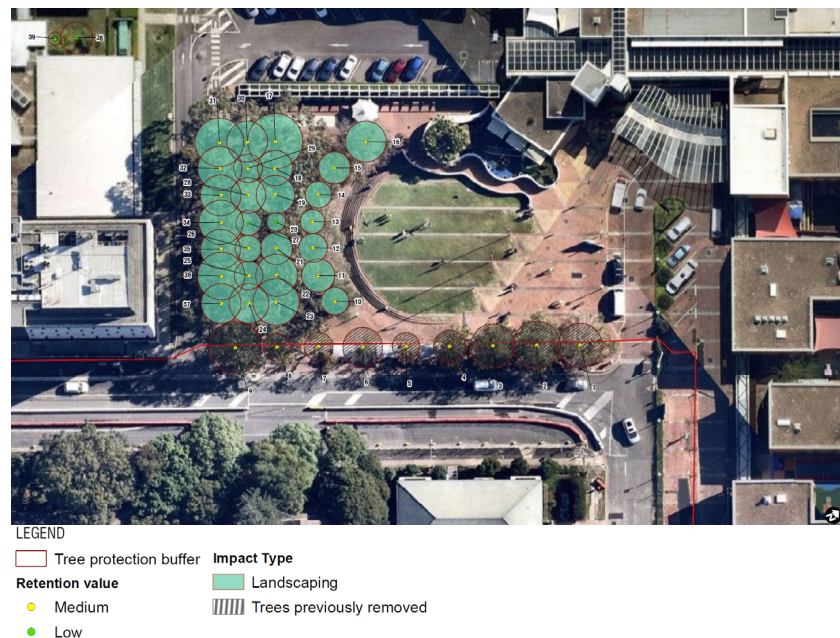 39 38
31 30 17
16
29
32 15
18
28
33 14
19
34 13
20
26
27
35 12
25 21
36 11
22
37 10
23
24
9 8 7 6 5 4 3 2 1
LEGEND
Tree protection buffer
Retention value
Medium
Low
Impact Type
Landscaping
Trees previously removed